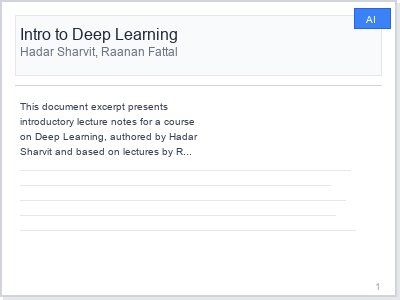 AI
Intro to Deep Learning
Hadar Sharvit, Raanan Fattal
This document excerpt presents
introductory lecture notes for a course
on Deep Learning, authored by Hadar
Sharvit and based on lectures by R...
1